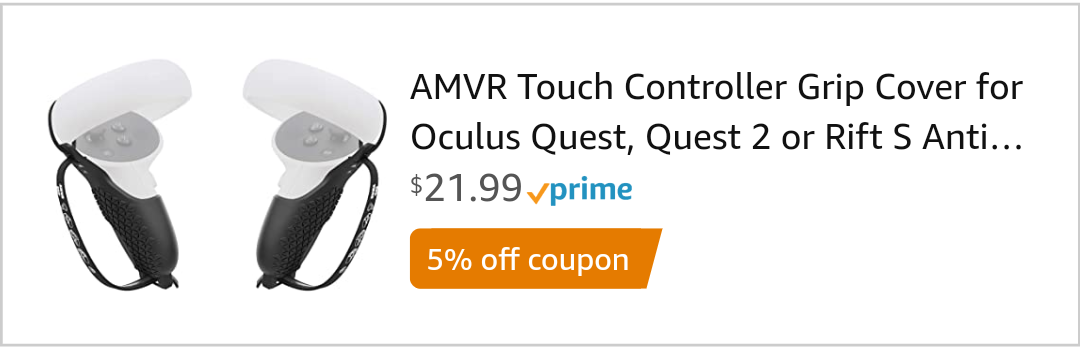 AMVR Touch Controller Grip Cover for
Oculus Quest, Quest 2 or Rift S Anti...
$21.99 prime
5% off coupon